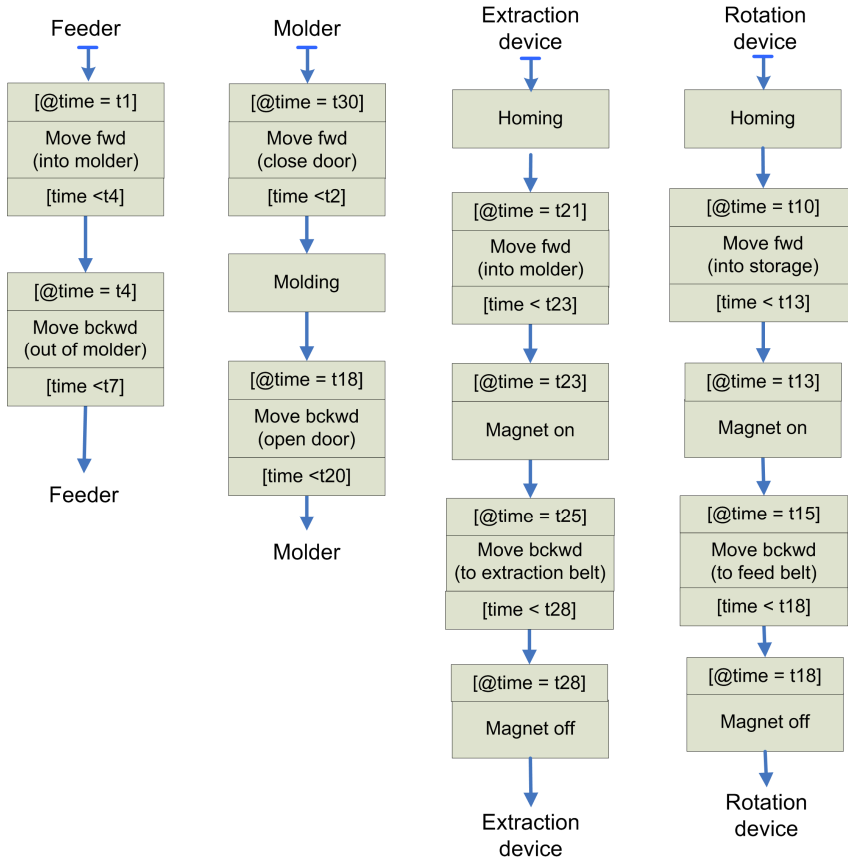 Feeder
[@time = t1]
Move fwd
(into molder)
[time <t4]
[@time = t4]
Move bckwd
(out of molder)
[time <t7]
Feeder
Molder
[@time = t30]
Move fwd
(close door)
[time <t2]
Molding
[@time = t18]
Move bckwd
(open door)
[time <t20]
Molder
Extraction
device
Homing
[@time = t21]
Move fwd
(into molder)
[time < t23]
[@time = t23]
Magnet on
[@time = t25]
Move bckwd
(to extraction belt)
[time < t28]
[@time = t28]
Magnet off
Extraction
device
Rotation
device
Homing
[@time = t10]
Move fwd
(into storage)
[time < t13]
[@time = t13]
Magnet on
[@time = t15]
Move bckwd
(to feed belt)
[time < t18]
[@time = t18]
Magnet off
Rotation
device